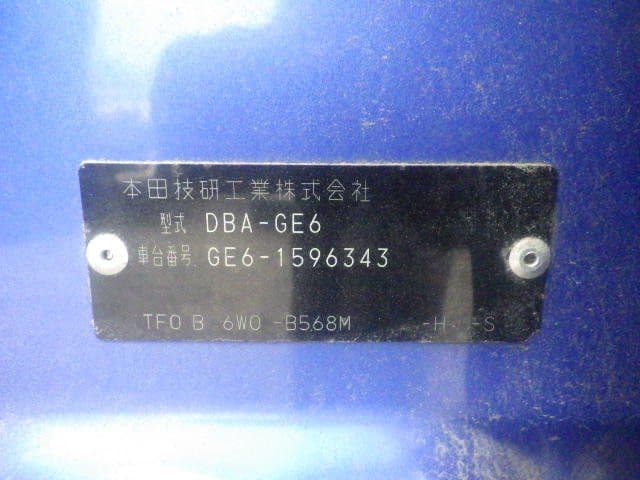 本田技研工業株式会社
型式 DBA-GE6
車台番号 GE6-1596343
TF0 B 6W0 -B568M -H- -S